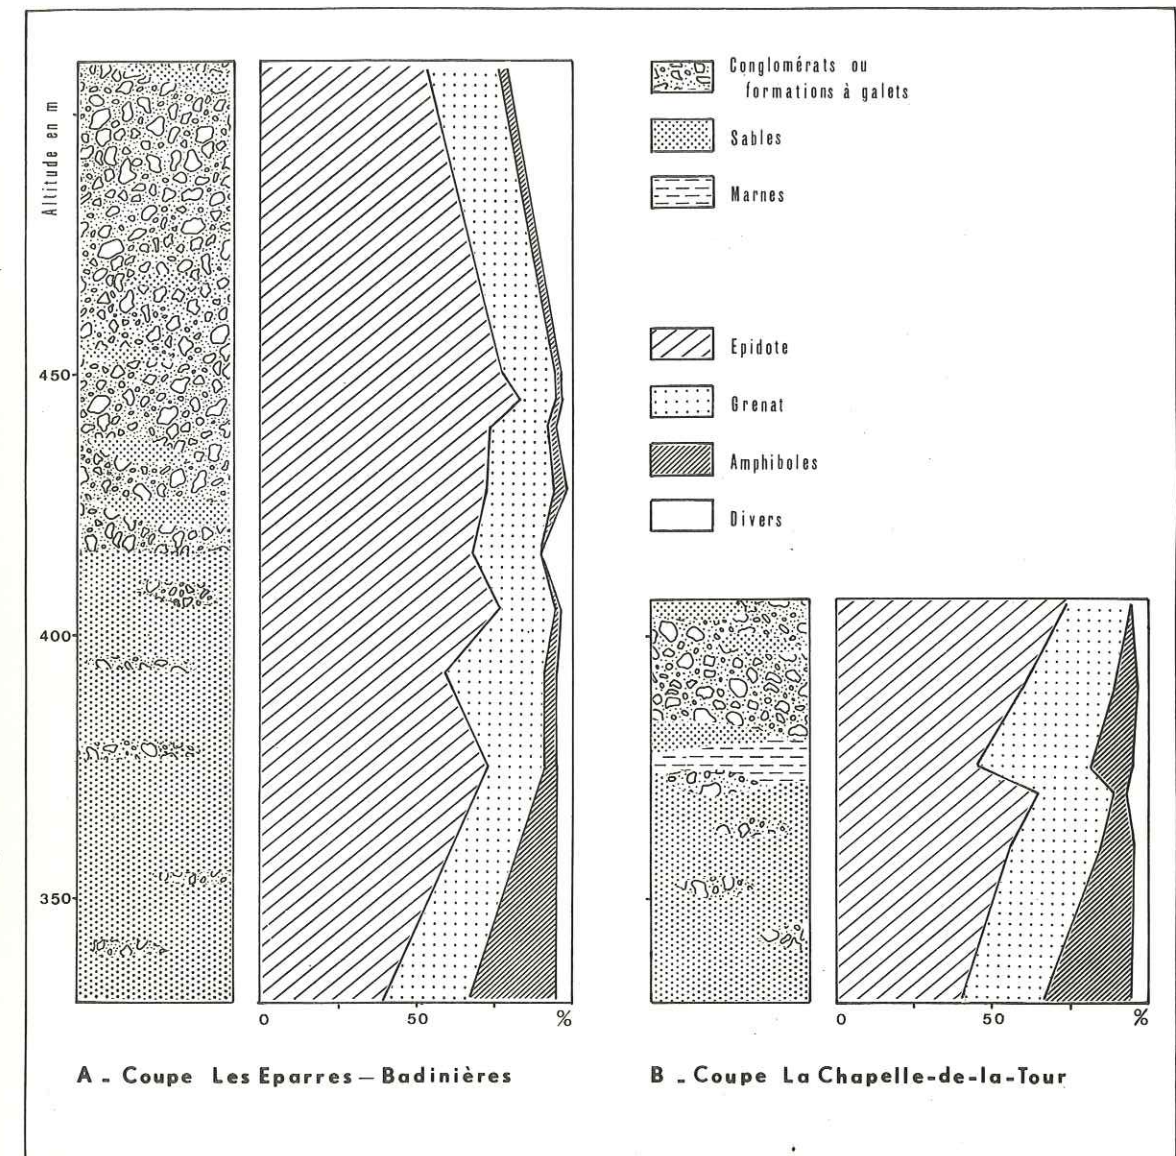 Altitude en m
450
400
350
0
50
%
A - Coupe Les Eparres – Badinières
Conglomérats ou
formations à galets
Sables
Marnes
Epidote
Grenat
Amphiboles
Divers
0
50
%
B - Coupe La Chapelle-de-la-Tour